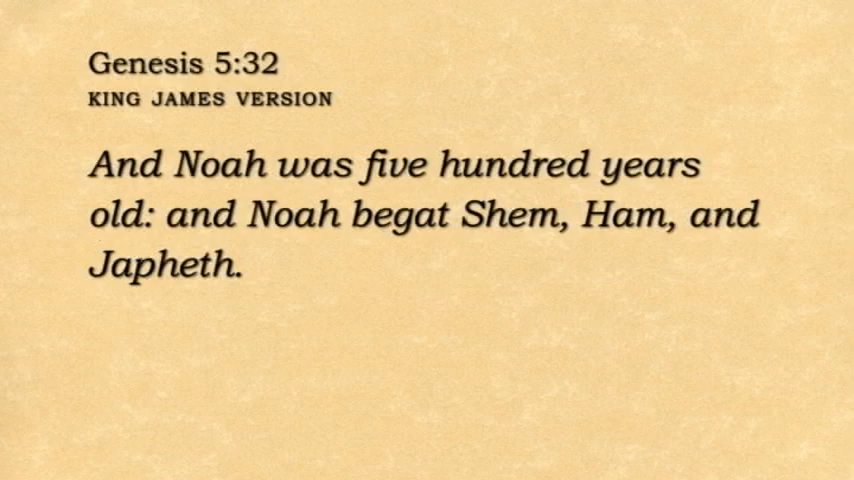 Genesis 5:32
KING JAMES VERSION
And Noah was five hundred years
old: and Noah begat Shem, Ham, and
Japheth.